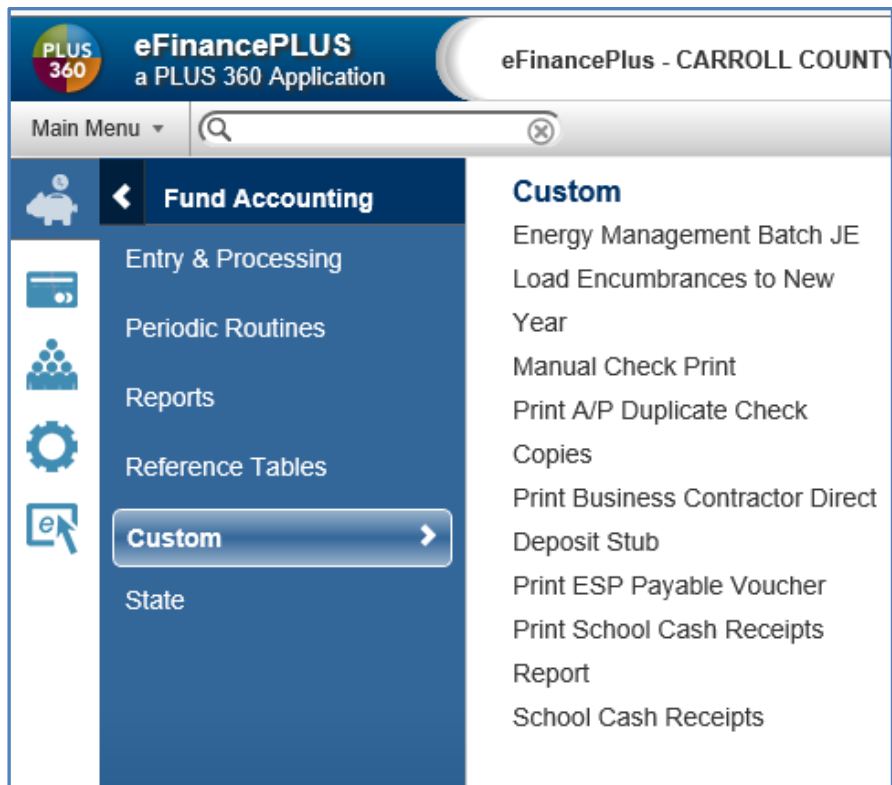 PLUS
360
eFinancePLUS
a PLUS 360 Application
eFinancePlus - CARROLL COUNTY
Main Menu
Fund Accounting
Entry & Processing
Periodic Routines
Reports
Reference Tables
Custom
State
Custom
Energy Management Batch JE
Load Encumbrances to New
Year
Manual Check Print
Print A/P Duplicate Check
Copies
Print Business Contractor Direct
Deposit Stub
Print ESP Payable Voucher
Print School Cash Receipts
Report
School Cash Receipts
e